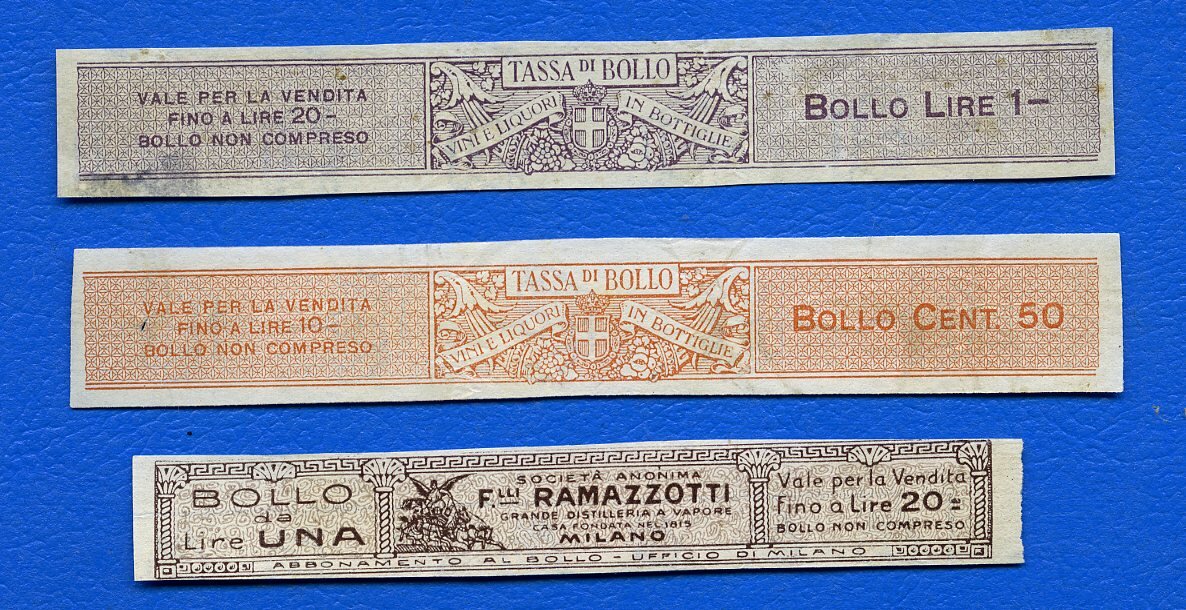 TASSA DI BOLLO
VALE PER LA VENDITA
FINO A LIRE 20-
BOLLO NON COMPRESO
VINI E LIQUORI IN BOTTIGLIE
BOLLO LIRE 1-
TASSA DI BOLLO
VALE PER LA VENDITA
FINO A LIRE 10-
BOLLO NON COMPRESO
VINI E LIQUORI IN BOTTIGLIE
BOLLO CENT. 50
BOLLO
da
Lire UNA
SOCIETÀ ANONIMA
F.LLI RAMAZZOTTI
GRANDE DISTILLERIA A VAPORE
CASA FONDATA NEL 1815
MILANO
Vale per la Vendita
fino a Lire 20=
BOLLO NON COMPRESO
ABBONAMENTO AL BOLLO - UFFICIO DI MILANO